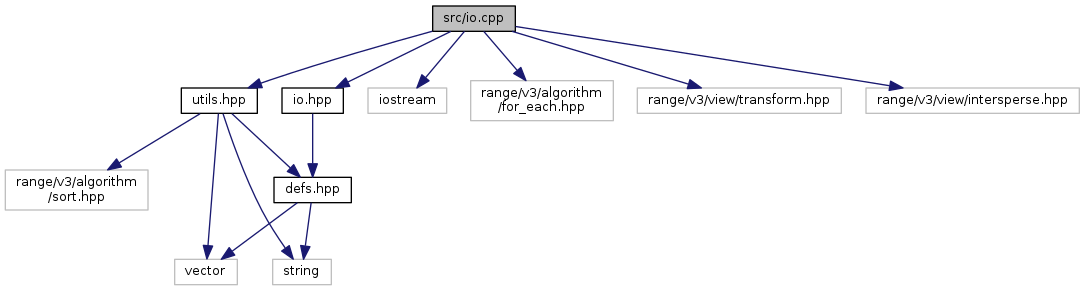 src/io.cpp
utils.hpp
io.hpp
iostream
range/v3/algorithm
/for_each.hpp
range/v3/view/transform.hpp
range/v3/view/intersperse.hpp
range/v3/algorithm
/sort.hpp
defs.hpp
vector
string